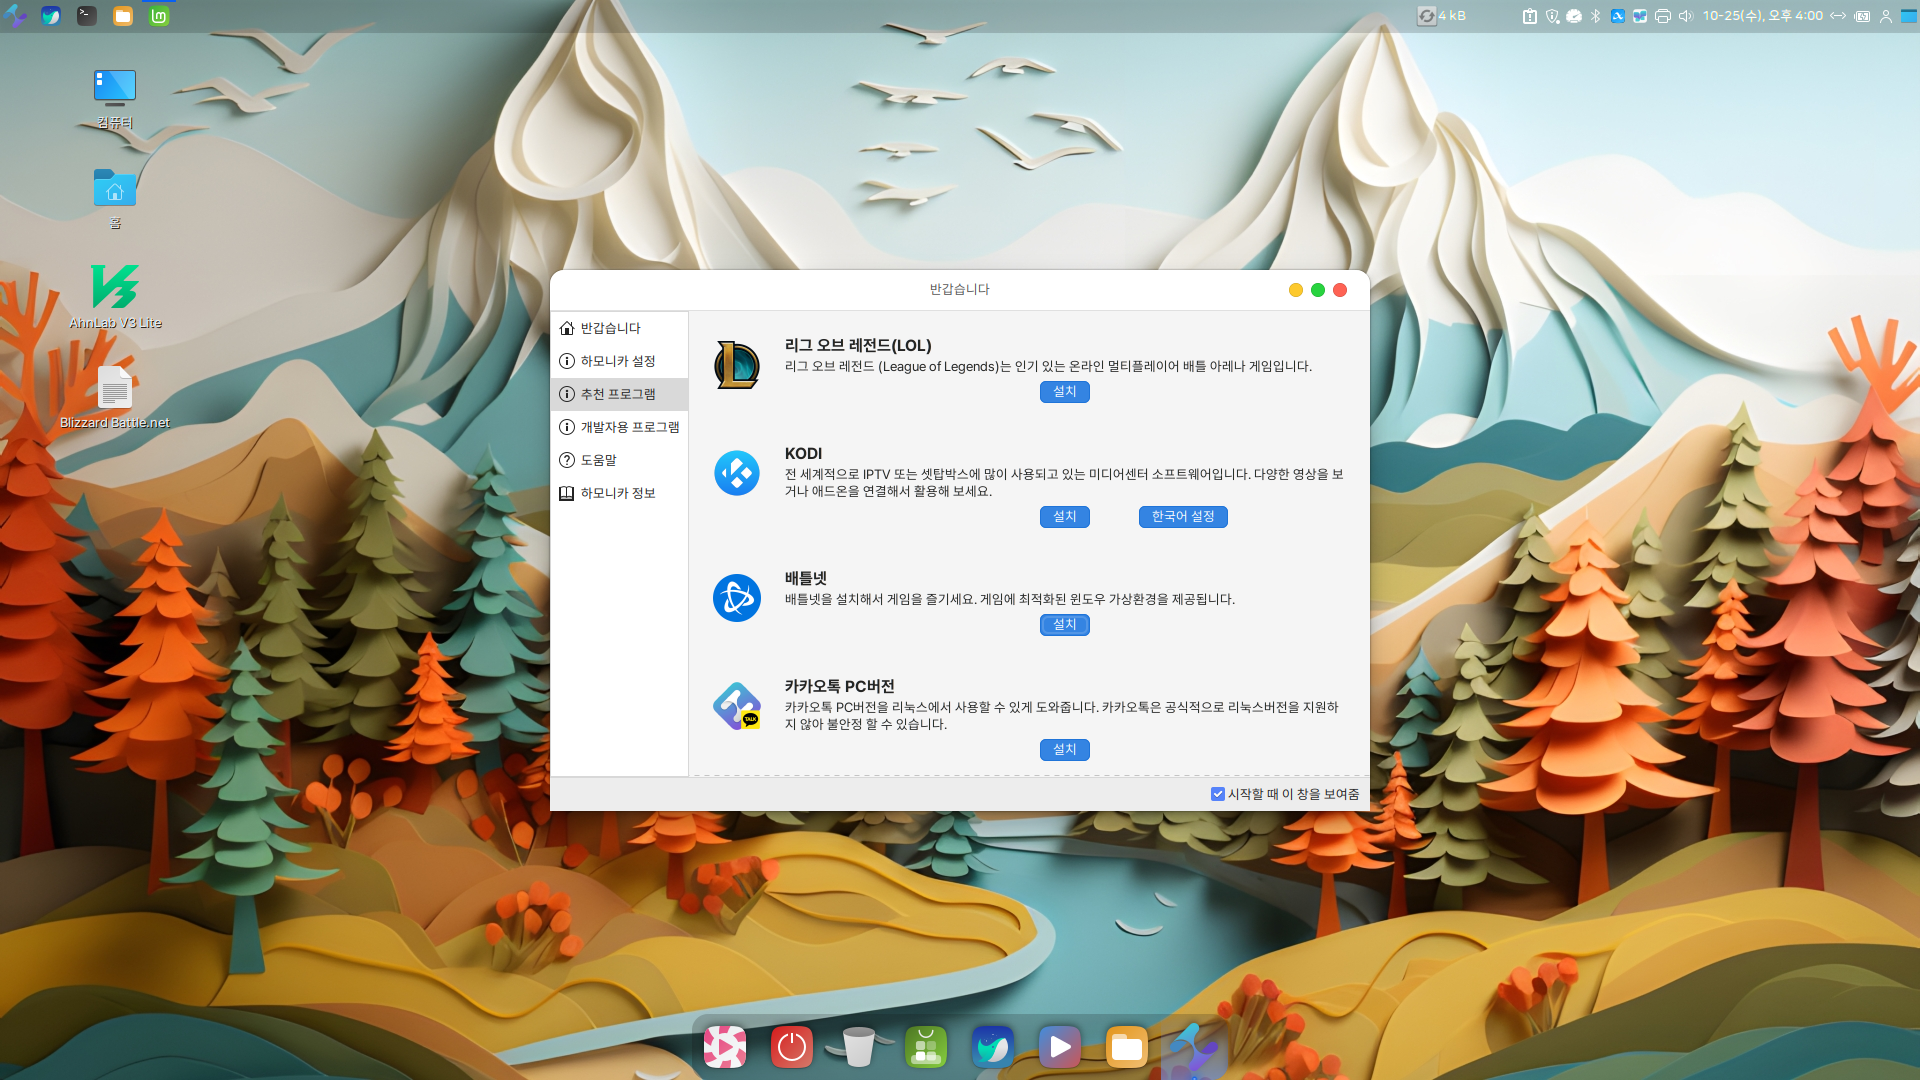 4 kB
10-25(수), 오후 4:00
컴퓨터
홈
AhnLab V3 Lite
Blizzard Battle.net
반갑습니다
반갑습니다
하모니카 설정
추천 프로그램
개발자용 프로그램
도움말
하모니카 정보
리그 오브 레전드(LOL)
리그 오브 레전드 (League of Legends)는 인기 있는 온라인 멀티플레이어 배틀 아레나 게임입니다.
설치
KODI
전 세계적으로 IPTV 또는 셋탑박스에 많이 사용되고 있는 미디어센터 소프트웨어입니다. 다양한 영상을 보
거나 애드온을 연결해서 활용해 보세요.
설치 한국어 설정
배틀넷
배틀넷을 설치해서 게임을 즐기세요. 게임에 최적화된 윈도우 가상환경을 제공됩니다.
설치
카카오톡 PC버전
카카오톡 PC버전을 리눅스에서 사용할 수 있게 도와줍니다. 카카오톡은 공식적으로 리눅스버전을 지원하
지 않아 불안정 할 수 있습니다.
TALK
설치
시작할 때 이 창을 보여줌